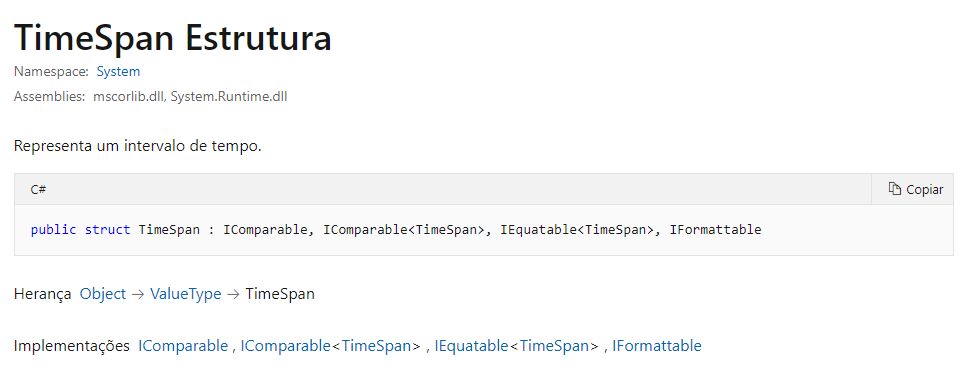 TimeSpan Estrutura
Namespace: System
Assemblies: mscorlib.dll, System.Runtime.dll
Representa um intervalo de tempo.
C# Copiar
public struct TimeSpan : IComparable, IComparable<TimeSpan>, IEquatable<TimeSpan>, IFormattable
Herança Object → ValueType → TimeSpan
Implementações IComparable , IComparable<TimeSpan> , IEquatable<TimeSpan> , IFormattable